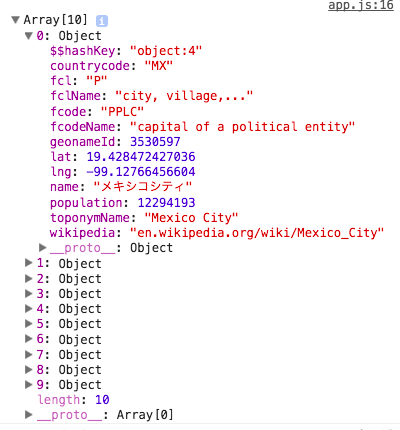 app.js:16
▼Array[10] i
▼0: Object
$$hashKey: "object:4"
countrycode: "MX"
fcl: "P"
fclName: "city, village,..."
fcode: "PPLC"
fcodeName: "capital of a political entity"
geonameId: 3530597
lat: 19.428472427036
lng: -99.12766456604
name: "メキシコシティ"
population: 12294193
toponymName: "Mexico City"
wikipedia: "en.wikipedia.org/wiki/Mexico_City"
▶__proto__: Object
▶1: Object
▶2: Object
▶3: Object
▶4: Object
▶5: Object
▶6: Object
▶7: Object
▶8: Object
▶9: Object
length: 10
▶__proto__: Array[0]